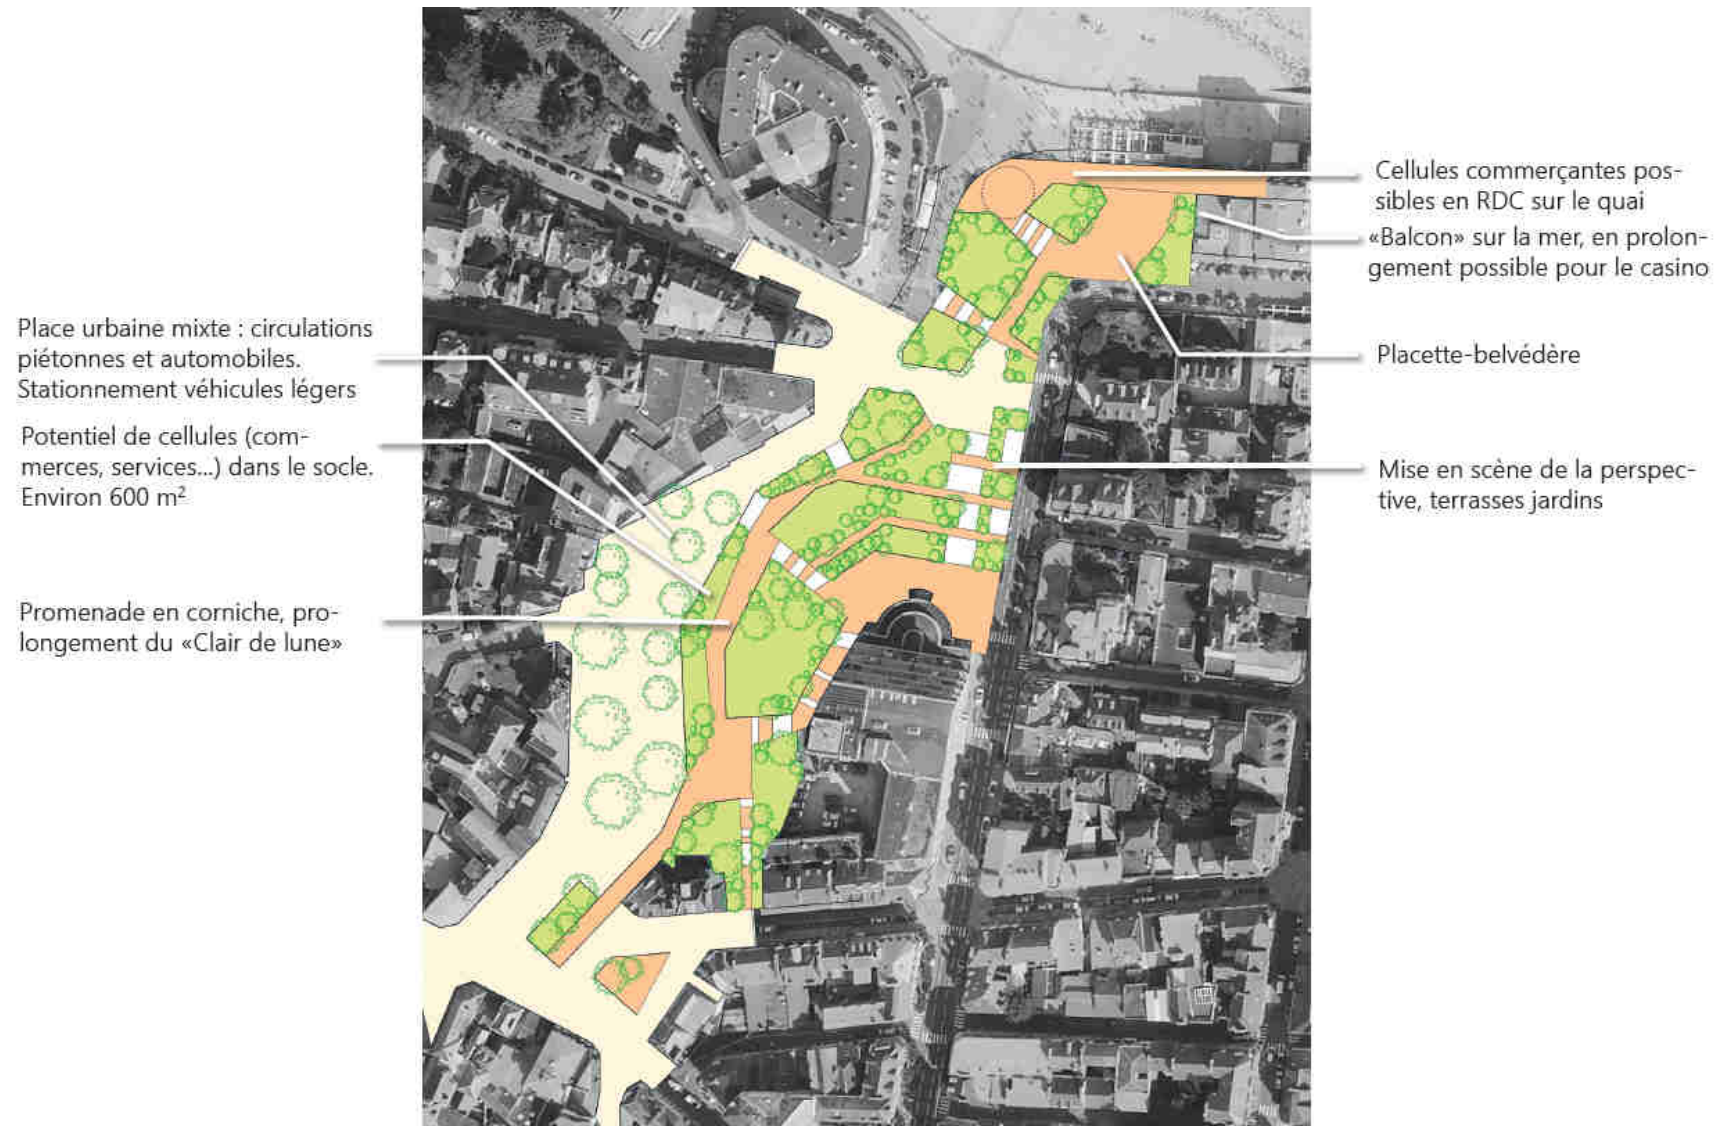 Place urbaine mixte : circulations
piétonnes et automobiles.
Stationnement véhicules légers
Potentiel de cellules (com-
merces, services...) dans le socle.
Environ 600 m²
Promenade en corniche, pro-
longement du «Clair de lune»
Cellules commerçantes pos-
sibles en RDC sur le quai
«Balcon» sur la mer, en prolon-
gement possible pour le casino
Placette-belvédère
Mise en scène de la perspec-
tive, terrasses jardins